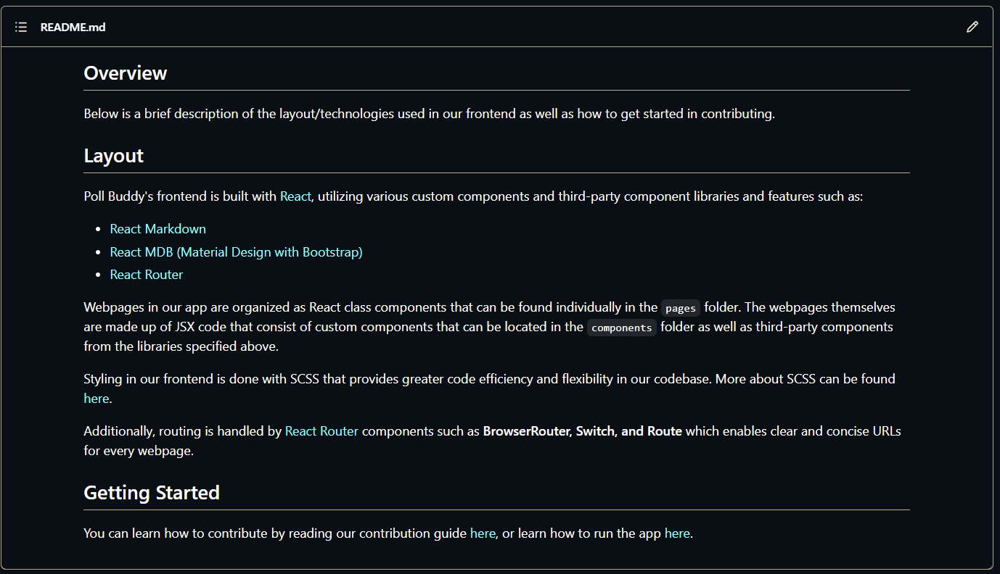 README.md
Overview
Below is a brief description of the layout/technologies used in our frontend as well as how to get started in contributing.
Layout
Poll Buddy's frontend is built with React, utilizing various custom components and third-party component libraries and features such as:
• React Markdown
• React MDB (Material Design with Bootstrap)
• React Router
Webpages in our app are organized as React class components that can be found individually in the pages folder. The webpages themselves
are made up of JSX code that consist of custom components that can be located in the components folder as well as third-party components
from the libraries specified above.
Styling in our frontend is done with SCSS that provides greater code efficiency and flexibility in our codebase. More about SCSS can be found
here.
Additionally, routing is handled by React Router components such as BrowserRouter, Switch, and Route which enables clear and concise URLs
for every webpage.
Getting Started
You can learn how to contribute by reading our contribution guide here, or learn how to run the app here.